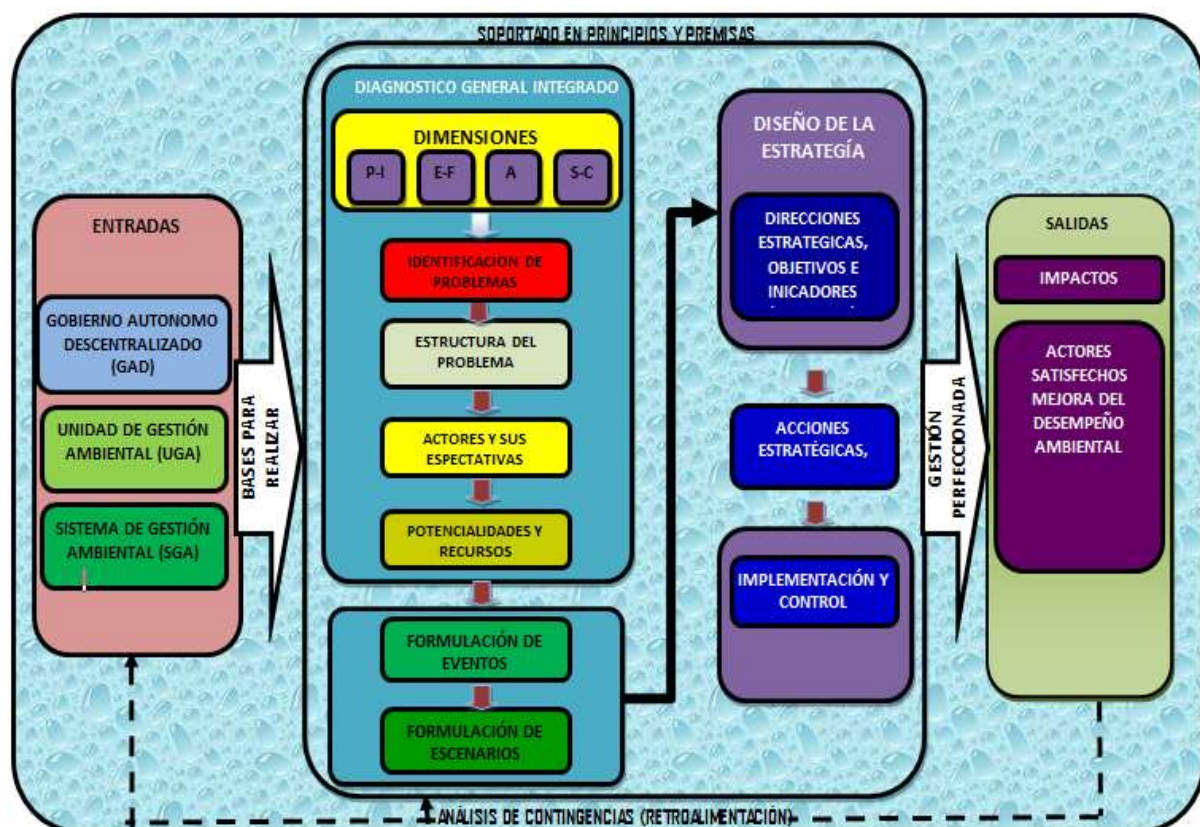 SOPORTADO EN PRINCIPIOS Y PREMISAS
ENTRADAS
GOBIERNO AUTONOMO
DESCENTRALIZADO
(GAD)
UNIDAD DE GESTIÓN
AMBIENTAL (UGA)
SISTEMA DE GESTIÓN
AMBIENTAL (SGA)
BASES PARA
REALIZAR
DIAGNOSTICO GENERAL INTEGRADO
DIMENSIONES
P-I
E-F
A
S-C
IDENTIFICACION DE
PROBLEMAS
ESTRUCTURA DEL
PROBLEMA
ACTORES Y SUS
ESPECTATIVAS
POTENCIALIDADES Y
RECURSOS
FORMULACIÓN DE
EVENTOS
FORMULACIÓN DE
ESCENARIOS
DISEÑO DE LA
ESTRATEGÍA
DIRECCIONES
ESTRATEGICAS,
OBJETIVOS E
INICADORES
ACCIONES
ESTRATÉGICAS,
IMPLEMENTACIÓN Y
CONTROL
GESTIÓN
PERFECCIONADA
SALIDAS
IMPACTOS
ACTORES
SATISFECHOS
MEJORA DEL
DESEMPEÑO
AMBIENTAL
ANÁLISIS DE CONTINGENCIAS (RETROALIMENTACIÓN)